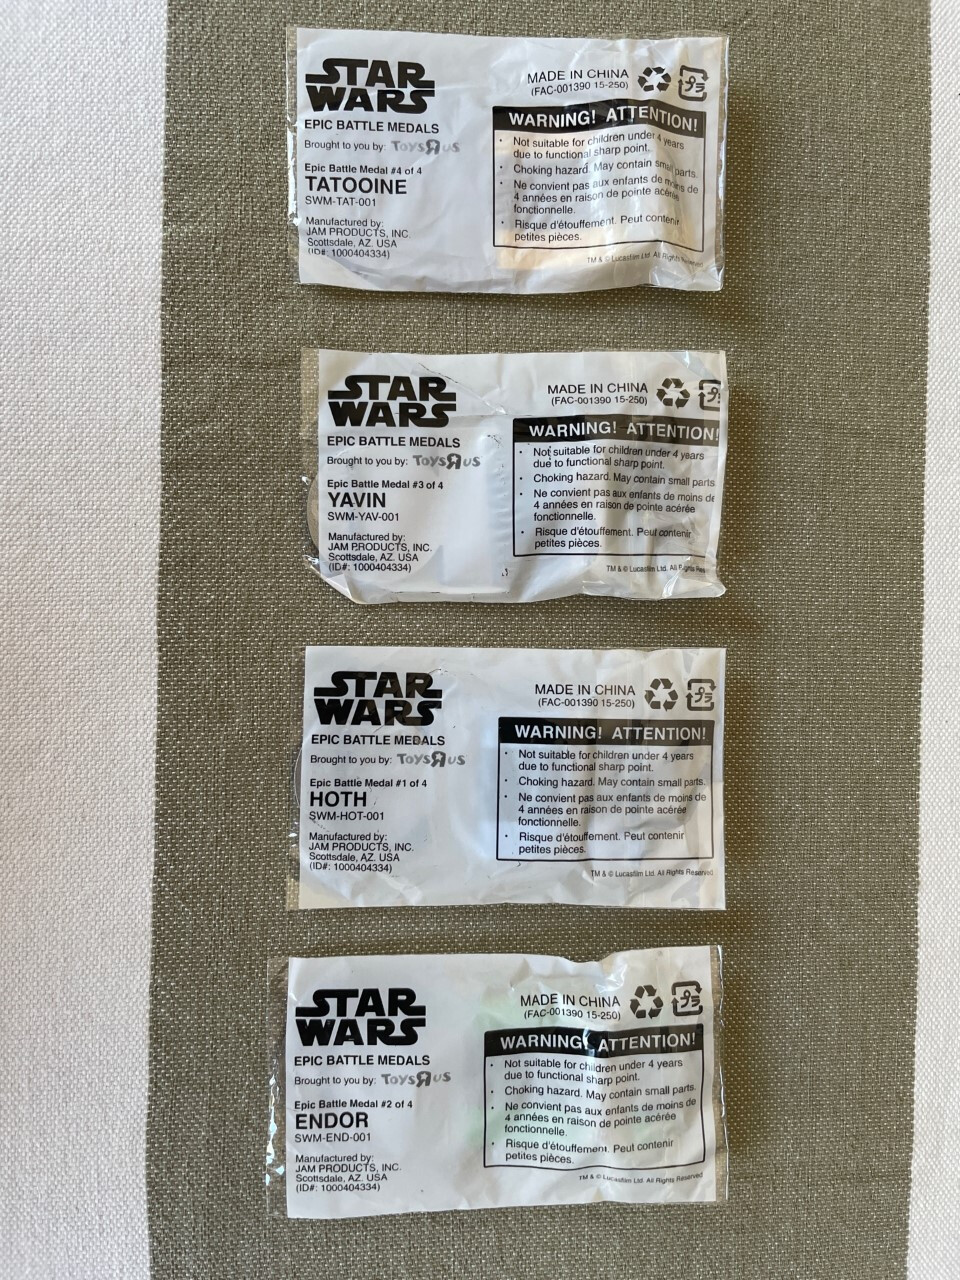 STAR
WARS
EPIC BATTLE MEDALS
Brought to you by: ToysЯus
Epic Battle Medal #4 of 4
TATOOINE
SWM-TAT-001
Manufactured by:
JAM PRODUCTS, INC.
Scottsdale, AZ. USA
(ID#: 1000404334)
MADE IN CHINA
(FAC-001390 15-250)
WARNING! ATTENTION!
• Not suitable for children under 4 years
due to functional sharp point.
• Choking hazard. May contain small parts.
• Ne convient pas aux enfants de moins de
4 années en raison de pointe acérée
fonctionnelle.
• Risque d'étouffement. Peut contenir
petites pièces.
TM & © Lucasfilm Ltd. All Rights Reserved
STAR
WARS
EPIC BATTLE MEDALS
Brought to you by: ToysЯus
Epic Battle Medal #3 of 4
YAVIN
SWM-YAV-001
Manufactured by:
JAM PRODUCTS, INC.
Scottsdale, AZ. USA
(ID#: 1000404334)
MADE IN CHINA
(FAC-001390 15-250)
WARNING! ATTENTION!
• Not suitable for children under 4 years
due to functional sharp point.
• Choking hazard. May contain small parts
• Ne convient pas aux enfants de moins de
4 années en raison de pointe acérée
fonctionnelle.
• Risque d'étouffement. Peut contenir
petites pièces.
TM & © Lucasfilm Ltd. All Rights
STAR
WARS
EPIC BATTLE MEDALS
Brought to you by: ToysЯus
Epic Battle Medal #1 of 4
HOTH
SWM-HOT-001
Manufactured by:
JAM PRODUCTS, INC.
Scottsdale, AZ. USA
(ID#: 1000404334)
MADE IN CHINA
(FAC-001390 15-250)
WARNING! ATTENTION!
• Not suitable for children under 4 years
due to functional sharp point.
• Choking hazard. May contain small parts.
• Ne convient pas aux enfants de moins de
4 années en raison de pointe acérée
fonctionnelle.
• Risque d'étouffement. Peut contenir
petites pièces.
TM & © Lucasfilm Ltd. All Rights Reserved
STAR
WARS
EPIC BATTLE MEDALS
Brought to you by: ToysЯus
Epic Battle Medal #2 of 4
ENDOR
SWM-END-001
Manufactured by:
JAM PRODUCTS, INC.
Scottsdale, AZ. USA
(ID#: 1000404334)
MADE IN CHINA
(FAC-001390 15-250)
WARNING! ATTENTION!
• Not suitable for children under 4 years
due to functional sharp point.
• Choking hazard. May contain small parts.
• Ne convient pas aux enfants de moins de
4 années en raison de pointe acérée
fonctionnelle.
• Risque d'étouffement. Peut contenir
petites pièces.
TM & © Lucasfilm Ltd. All Rights Reserved